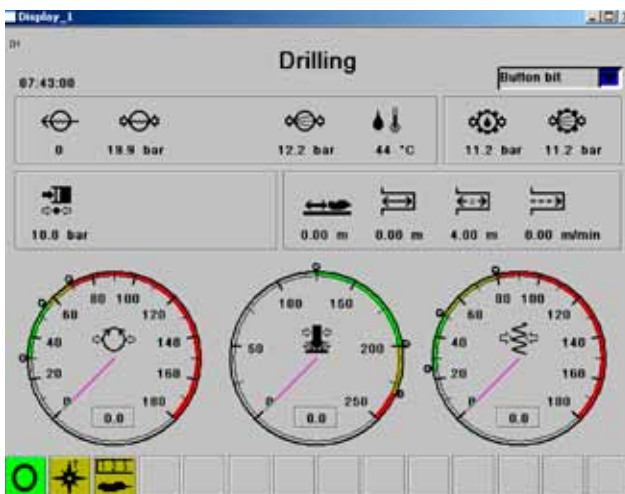 Display_1
Drilling
07:43:00
Button bit
0
19.9 bar
12.2 bar
44 °C
11.2 bar
11.2 bar
10.0 bar
0.00 m
0.00 m
4.00 m
0.00 m/min
0 20 40 60 80 100 120 140 160 180
0.0
0 50 100 150 200 250
0.0
0 20 40 60 80 100 120 140 160 180
0.0